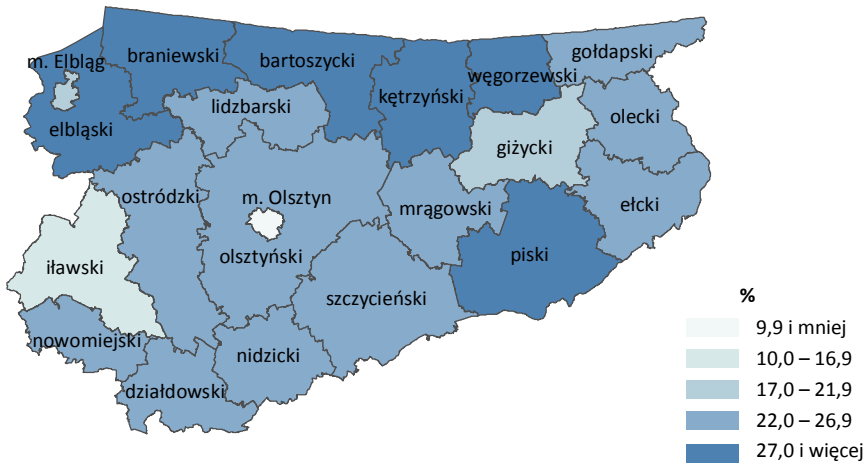 gołdapski
braniewski
bartoszycki
m. Elbląg
węgorzewski
kętrzyński
lidzbarski
olecki
elbląski
giżycki
ostródzki
m. Olsztyn
mrągowski
ełcki
iławski
olsztyński
piski
szczycieński
nowomiejski
nidzicki
działdowski
%
9,9 i mniej
10,0 – 16,9
17,0 – 21,9
22,0 – 26,9
27,0 i więcej